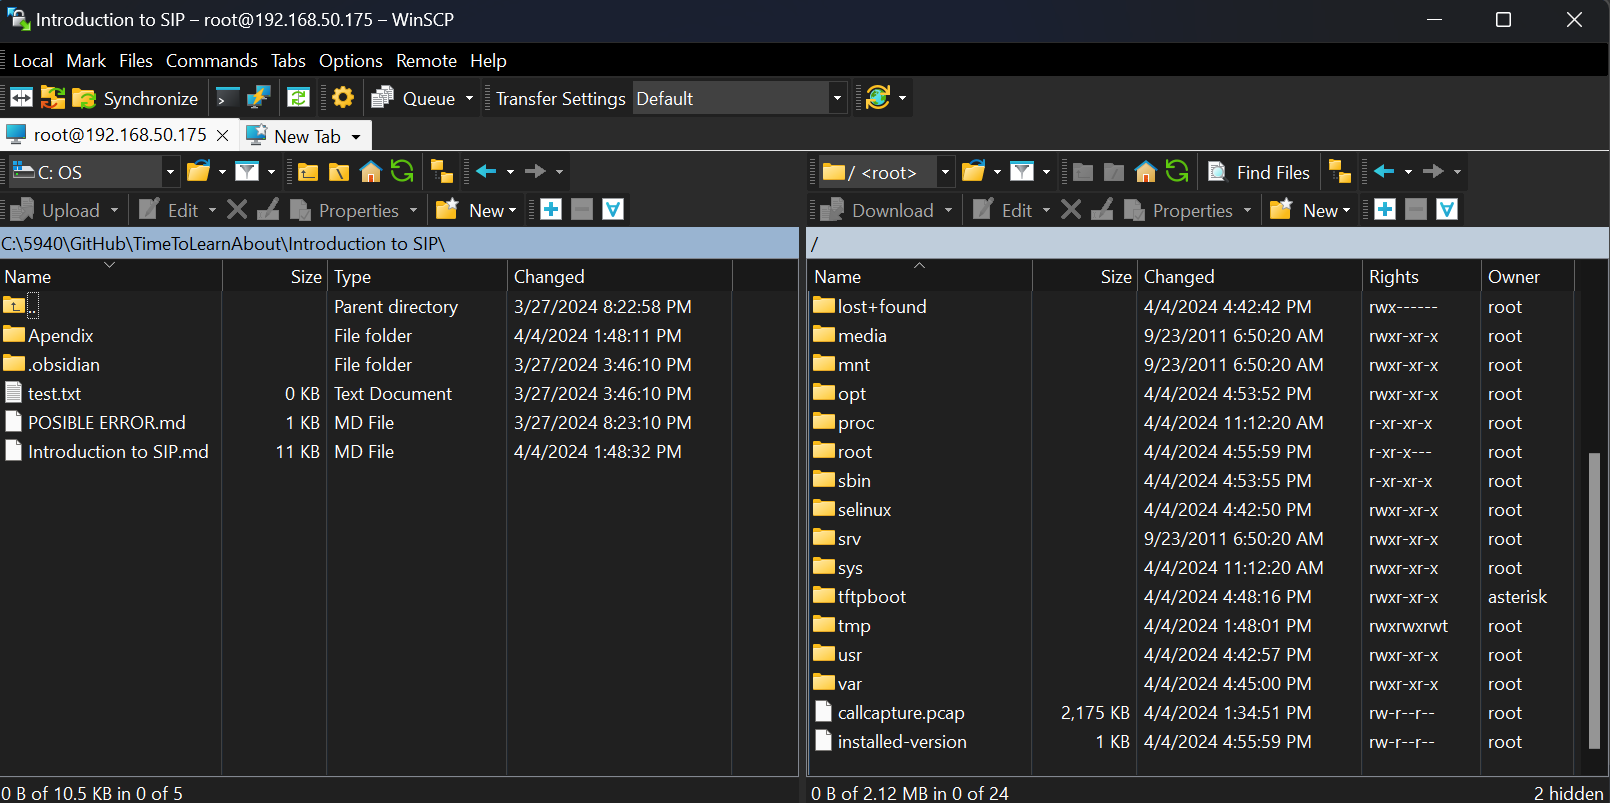 Introduction to SIP – root@192.168.50.175 – WinSCP
Local Mark Files Commands Tabs Options Remote Help
Synchronize Queue Transfer Settings Default
root@192.168.50.175 New Tab
C: OS
/ <root> Find Files
Upload Edit Properties New
Download Edit Properties New
C:\5940\GitHub\TimeToLearnAbout\Introduction to SIP\
Name Size Type Changed
.. Parent directory 3/27/2024 8:22:58 PM
Apendix File folder 4/4/2024 1:48:11 PM
.obsidian File folder 3/27/2024 3:46:10 PM
test.txt 0 KB Text Document 3/27/2024 3:46:10 PM
POSIBLE ERROR.md 1 KB MD File 3/27/2024 8:23:10 PM
Introduction to SIP.md 11 KB MD File 4/4/2024 1:48:32 PM
0 B of 10.5 KB in 0 of 5
/
Name Size Changed Rights Owner
lost+found 4/4/2024 4:42:42 PM rwx------ root
media 9/23/2011 6:50:20 AM rwxr-xr-x root
mnt 9/23/2011 6:50:20 AM rwxr-xr-x root
opt 4/4/2024 4:53:52 PM rwxr-xr-x root
proc 4/4/2024 11:12:20 AM r-xr-xr-x root
root 4/4/2024 4:55:59 PM r-xr-x--- root
sbin 4/4/2024 4:53:55 PM r-xr-xr-x root
selinux 4/4/2024 4:42:50 PM rwxr-xr-x root
srv 9/23/2011 6:50:20 AM rwxr-xr-x root
sys 4/4/2024 11:12:20 AM rwxr-xr-x root
tftpboot 4/4/2024 4:48:16 PM rwxr-xr-x asterisk
tmp 4/4/2024 1:48:01 PM rwxrwxrwt root
usr 4/4/2024 4:42:57 PM rwxr-xr-x root
var 4/4/2024 4:45:00 PM rwxr-xr-x root
callcapture.pcap 2,175 KB 4/4/2024 1:34:51 PM rw-r--r-- root
installed-version 1 KB 4/4/2024 4:55:59 PM rw-r--r-- root
0 B of 2.12 MB in 0 of 24 2 hidden